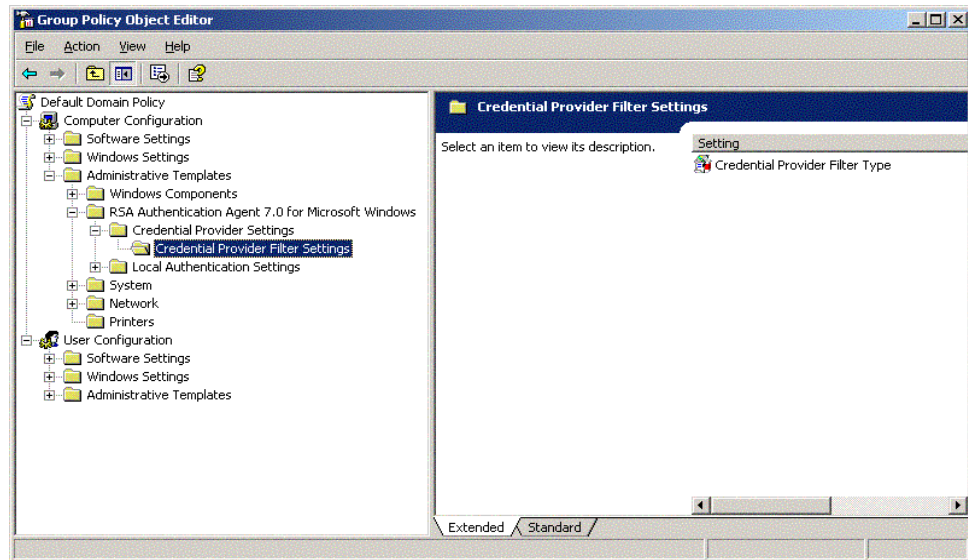 Group Policy Object Editor
File Action View Help
Default Domain Policy
Computer Configuration
Software Settings
Windows Settings
Administrative Templates
Windows Components
RSA Authentication Agent 7.0 for Microsoft Windows
Credential Provider Settings
Credential Provider Filter Settings
Local Authentication Settings
System
Network
Printers
User Configuration
Software Settings
Windows Settings
Administrative Templates
Credential Provider Filter Settings
Select an item to view its description.
Setting
Credential Provider Filter Type
Extended Standard